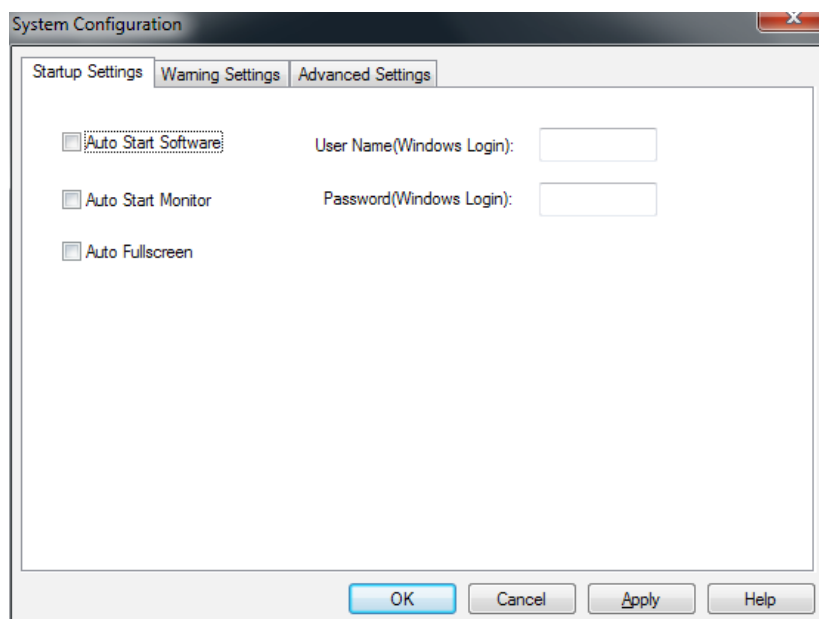 System Configuration
Startup Settings
Warning Settings
Advanced Settings
Auto Start Software
User Name(Windows Login):
Auto Start Monitor
Password(Windows Login):
Auto Fullscreen
OK
Cancel
Apply
Help